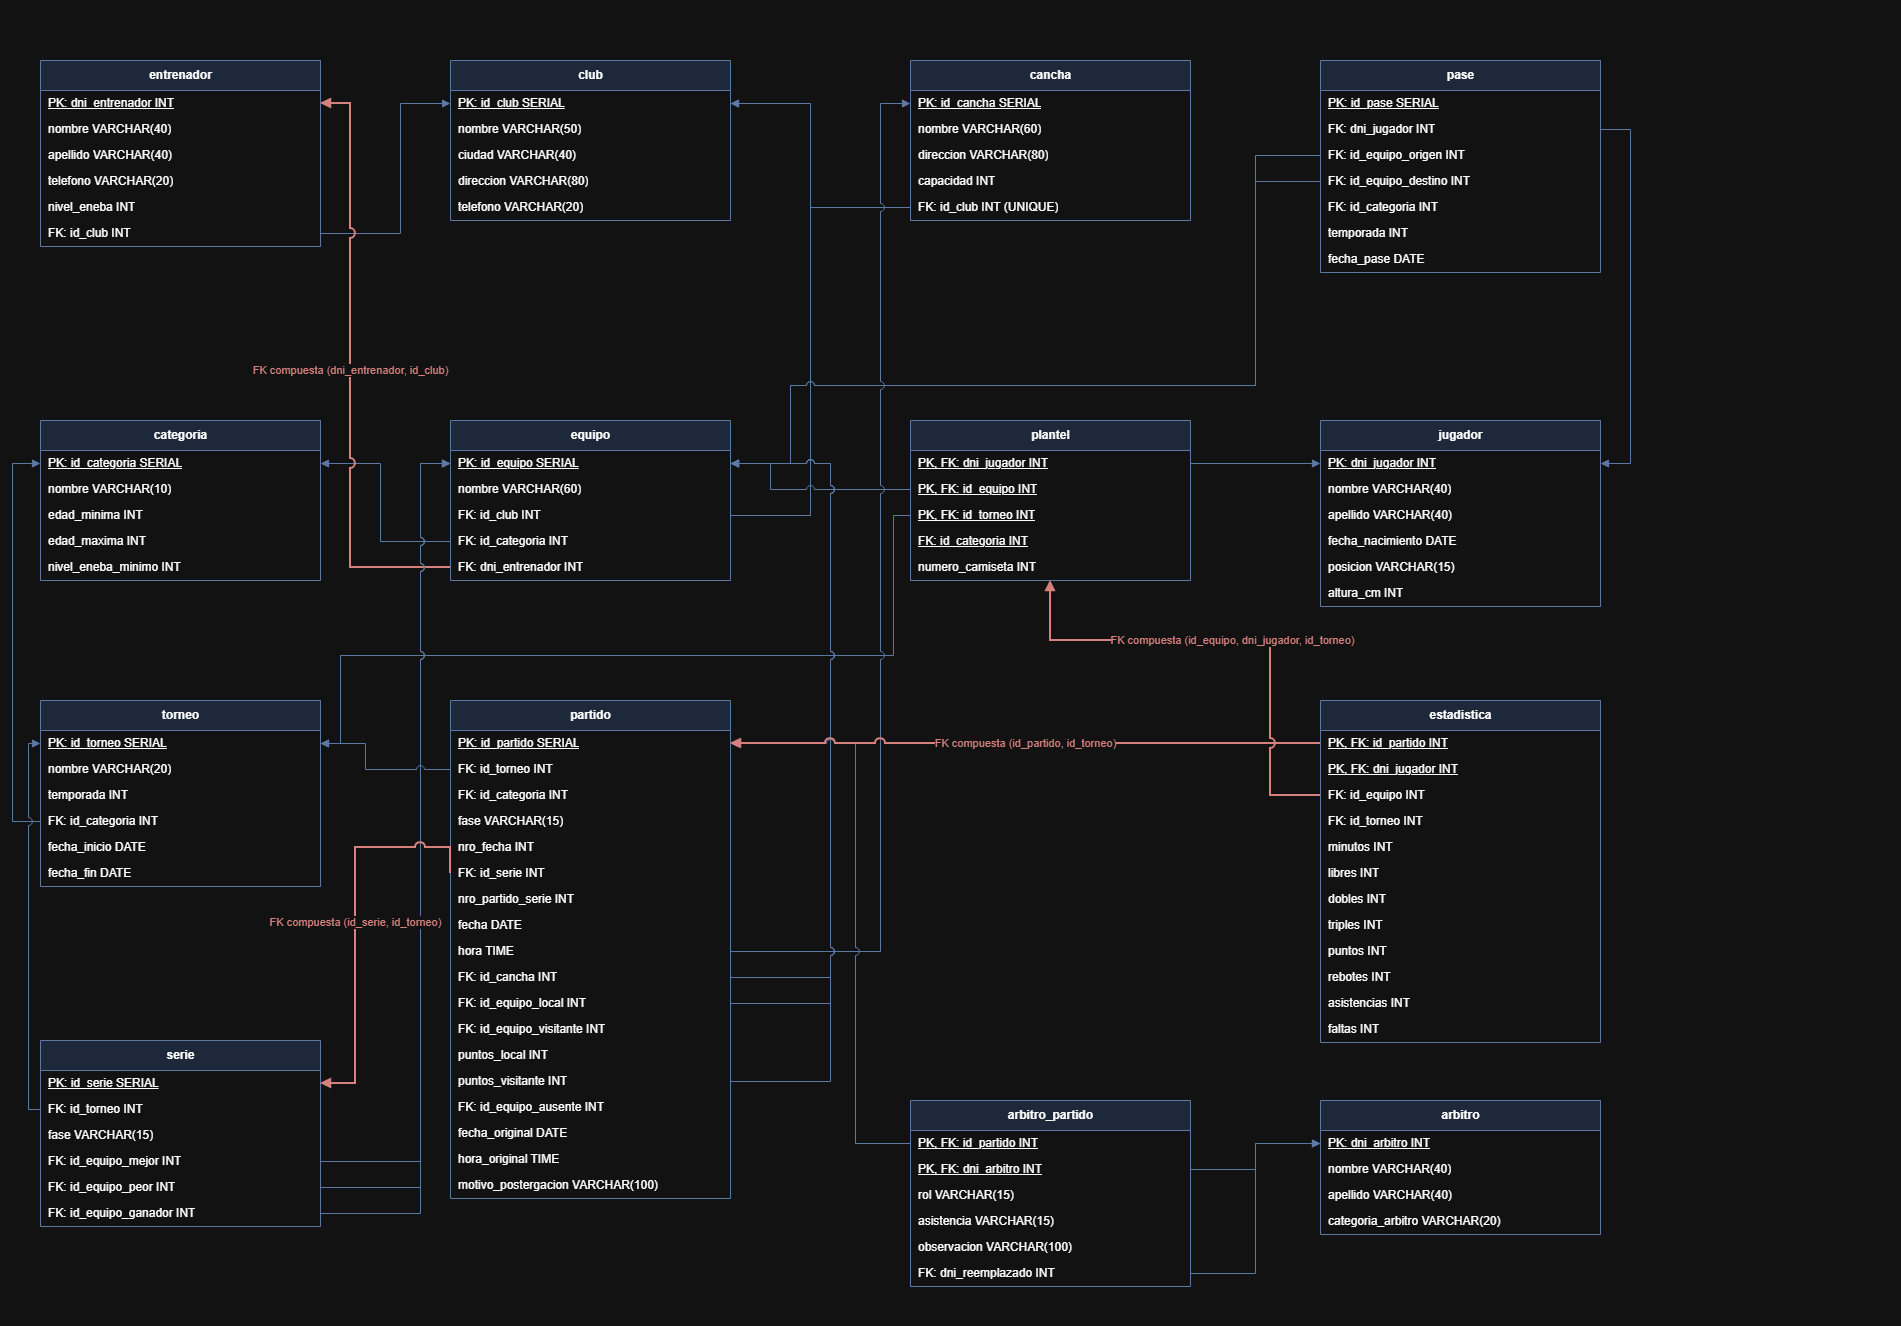 entrenador
PK: dni_entrenador INT
nombre VARCHAR(40)
apellido VARCHAR(40)
telefono VARCHAR(20)
nivel_eneba INT
FK: id_club INT
club
PK: id_club SERIAL
nombre VARCHAR(50)
ciudad VARCHAR(40)
direccion VARCHAR(80)
telefono VARCHAR(20)
cancha
PK: id_cancha SERIAL
nombre VARCHAR(60)
direccion VARCHAR(80)
capacidad INT
FK: id_club INT (UNIQUE)
pase
PK: id_pase SERIAL
FK: dni_jugador INT
FK: id_equipo_origen INT
FK: id_equipo_destino INT
FK: id_categoria INT
temporada INT
fecha_pase DATE
FK compuesta (dni_entrenador, id_club)
categoria
PK: id_categoria SERIAL
nombre VARCHAR(10)
edad_minima INT
edad_maxima INT
nivel_eneba_minimo INT
equipo
PK: id_equipo SERIAL
nombre VARCHAR(60)
FK: id_club INT
FK: id_categoria INT
FK: dni_entrenador INT
plantel
PK, FK: dni_jugador INT
PK, FK: id_equipo INT
PK, FK: id_torneo INT
FK: id_categoria INT
numero_camiseta INT
jugador
PK: dni_jugador INT
nombre VARCHAR(40)
apellido VARCHAR(40)
fecha_nacimiento DATE
posicion VARCHAR(15)
altura_cm INT
FK compuesta (id_equipo, dni_jugador, id_torneo)
torneo
PK: id_torneo SERIAL
nombre VARCHAR(20)
temporada INT
FK: id_categoria INT
fecha_inicio DATE
fecha_fin DATE
partido
PK: id_partido SERIAL
FK: id_torneo INT
FK: id_categoria INT
fase VARCHAR(15)
nro_fecha INT
FK: id_serie INT
nro_partido_serie INT
fecha DATE
hora TIME
FK: id_cancha INT
FK: id_equipo_local INT
FK: id_equipo_visitante INT
puntos_local INT
puntos_visitante INT
FK: id_equipo_ausente INT
fecha_original DATE
hora_original TIME
motivo_postergacion VARCHAR(100)
FK compuesta (id_partido, id_torneo)
estadistica
PK, FK: id_partido INT
PK, FK: dni_jugador INT
FK: id_equipo INT
FK: id_torneo INT
minutos INT
libres INT
dobles INT
triples INT
puntos INT
rebotes INT
asistencias INT
faltas INT
FK compuesta (id_serie, id_torneo)
serie
PK: id_serie SERIAL
FK: id_torneo INT
fase VARCHAR(15)
FK: id_equipo_mejor INT
FK: id_equipo_peor INT
FK: id_equipo_ganador INT
arbitro_partido
PK, FK: id_partido INT
PK, FK: dni_arbitro INT
rol VARCHAR(15)
asistencia VARCHAR(15)
observacion VARCHAR(100)
FK: dni_reemplazado INT
arbitro
PK: dni_arbitro INT
nombre VARCHAR(40)
apellido VARCHAR(40)
categoria_arbitro VARCHAR(20)